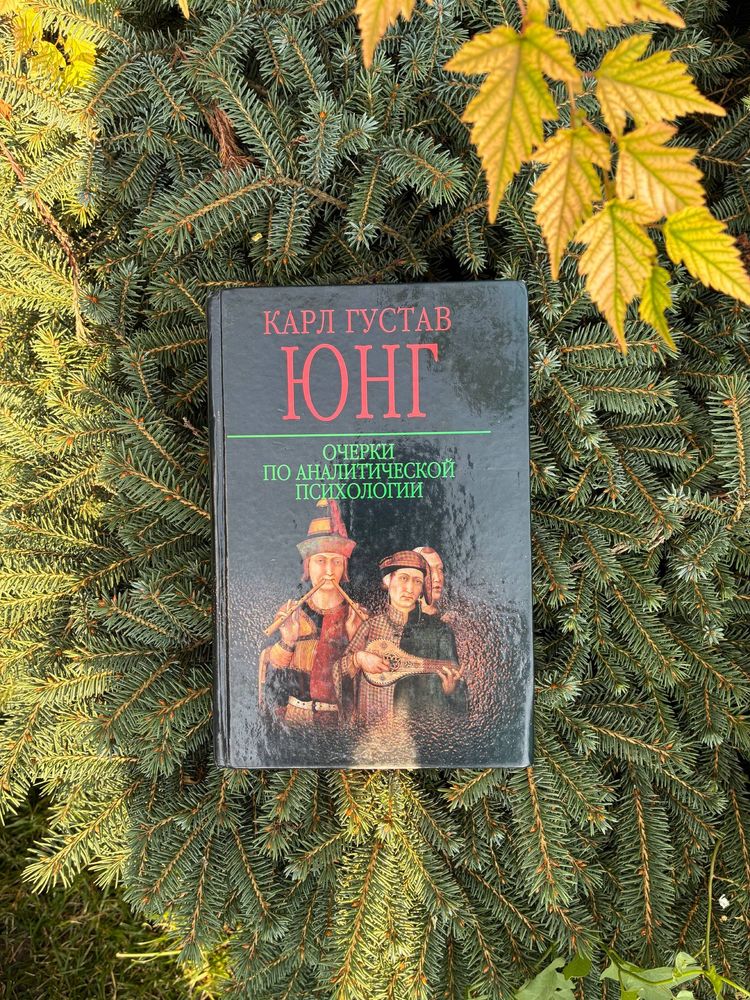 КАРЛ ГУСТАВ
ЮНГ
ОЧЕРКИ
ПО АНАЛИТИЧЕСКОЙ
ПСИХОЛОГИИ